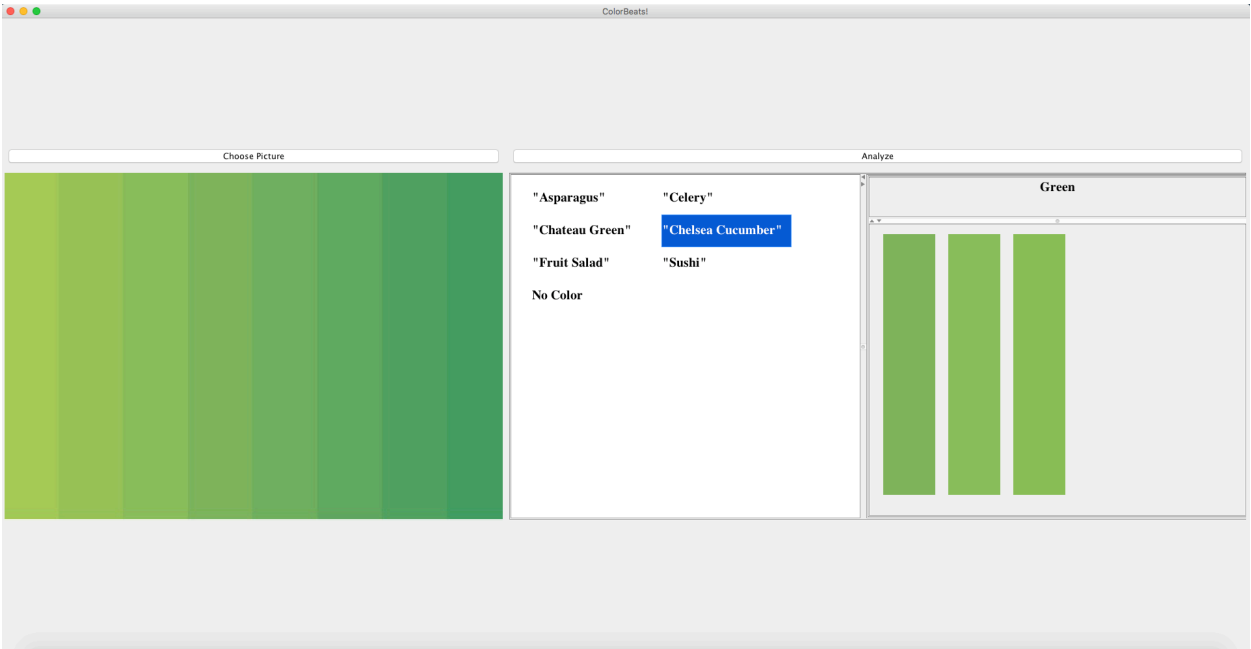 ColorBeats!
Choose Picture
Analyze
"Asparagus" "Celery"
"Chateau Green" "Chelsea Cucumber"
"Fruit Salad" "Sushi"
No Color
Green